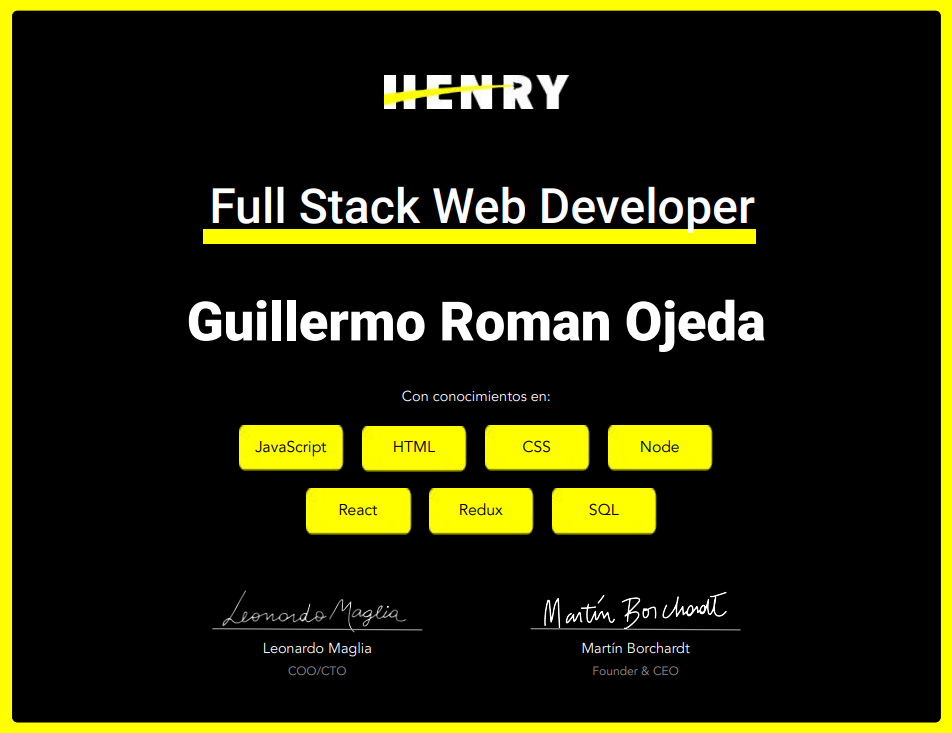 HENRY
Full Stack Web Developer
Guillermo Roman Ojeda
Con conocimientos en:
JavaScript HTML CSS Node
React Redux SQL
Leonardo Maglia Martín Borchardt
Leonardo Maglia Martín Borchardt
COO/CTO Founder & CEO